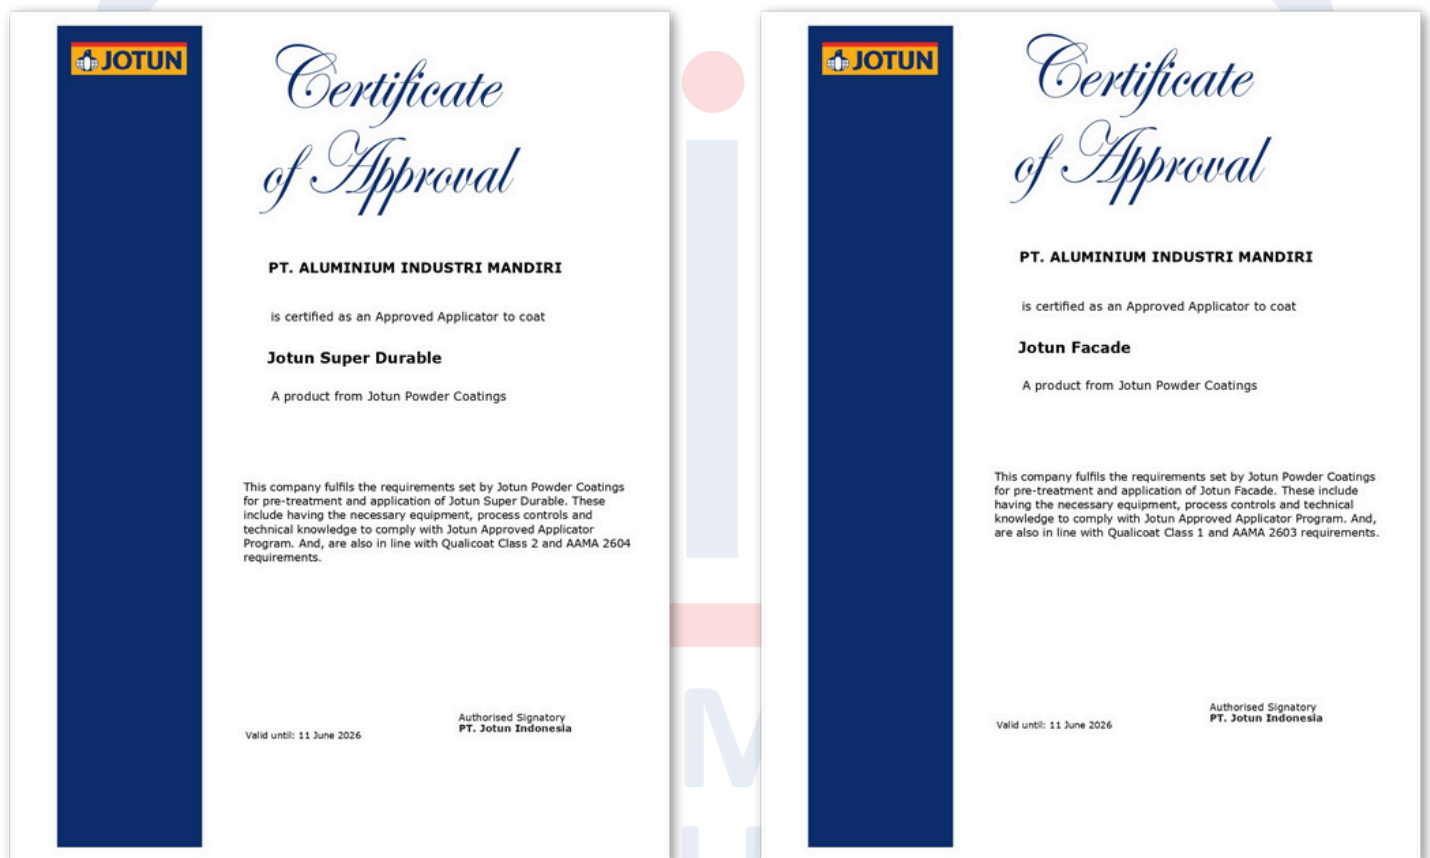 JOTUN
Certificate
of Approval
PT. ALUMINIUM INDUSTRI MANDIRI
is certified as an Approved Applicator to coat
Jotun Super Durable
A product from Jotun Powder Coatings
This company fulfils the requirements set by Jotun Powder Coatings
for pre-treatment and application of Jotun Super Durable. These
include having the necessary equipment, process controls and
technical knowledge to comply with Jotun Approved Applicator
Program. And, are also in line with Qualicoat Class 2 and AAMA 2604
requirements.
Authorised Signatory
PT. Jotun Indonesia
Valid until: 11 June 2026
JOTUN
Certificate
of Approval
PT. ALUMINIUM INDUSTRI MANDIRI
is certified as an Approved Applicator to coat
Jotun Facade
A product from Jotun Powder Coatings
This company fulfils the requirements set by Jotun Powder Coatings
for pre-treatment and application of Jotun Facade. These include
having the necessary equipment, process controls and technical
knowledge to comply with Jotun Approved Applicator Program. And,
are also in line with Qualicoat Class 1 and AAMA 2603 requirements.
Authorised Signatory
PT. Jotun Indonesia
Valid until: 11 June 2026